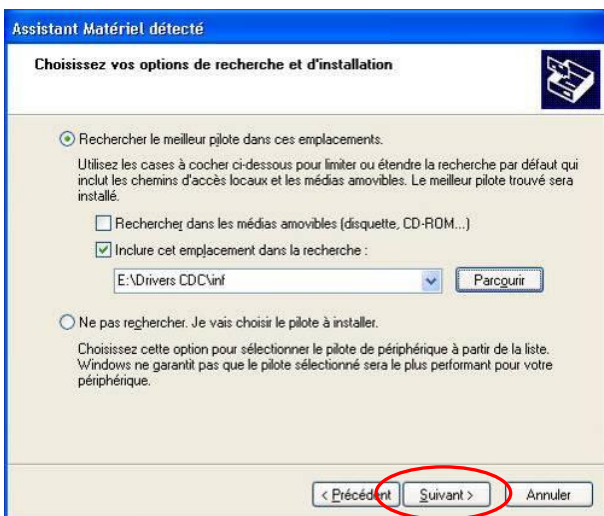 Assistant Matériel détecté
Choisissez vos options de recherche et d'installation
Rechercher le meilleur pilote dans ces emplacements.
Utilisez les cases à cocher ci-dessous pour limiter ou étendre la recherche par défaut qui
inclut les chemins d'accès locaux et les médias amovibles. Le meilleur pilote trouvé sera
installé.
Rechercher dans les médias amovibles (disquette, CD-ROM...)
Inclure cet emplacement dans la recherche :
E:\Drivers CDC\inf
Parcourir
Ne pas rechercher. Je vais choisir le pilote à installer.
Choisissez cette option pour sélectionner le pilote de périphérique à partir de la liste.
Windows ne garantit pas que le pilote sélectionné sera le plus performant pour votre
périphérique.
< Précédent Suivant > Annuler